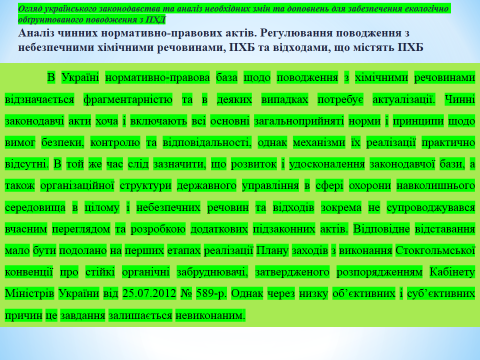 Огляд українського законодавства та аналіз необхідних змін та доповнень для забезпечення екологічно
обґрунтованого поводження з ПХД
Аналіз чинних нормативно-правових актів. Регулювання поводження з
небезпечними хімічними речовинами, ПХБ та відходами, що містять ПХБ
В Україні нормативно-правова база щодо поводження з хімічними речовинами
відзначається фрагментарністю та в деяких випадках потребує актуалізації. Чинні
законодавчі акти хоча і включають всі основні загальноприйняті норми і принципи щодо
вимог безпеки, контролю та відповідальності, однак механізми їх реалізації практично
відсутні. В той же час слід зазначити, що розвиток і удосконалення законодавчої бази, а
також організаційної структури державного управління в сфері охорони навколишнього
середовища в цілому і небезпечних речовин та відходів зокрема не супроводжувався
вчасним переглядом та розробкою додаткових підзаконних актів. Відповідне відставання
мало бути подолано на перших етапах реалізації Плану заходів з виконання Стокгольмської
конвенції про стійкі органічні забруднювачі, затвердженого розпорядженням Кабінету
Міністрів України від 25.07.2012 № 589-р. Однак через низку об’єктивних і суб’єктивних
причин це завдання залишається невиконаним.